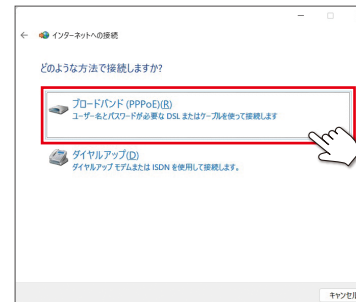 インターネットへの接続
どのような方法で接続しますか?
ブロードバンド (PPPoE)(R)
ユーザー名とパスワードが必要な DSL またはケーブルを使って接続します
ダイヤルアップ(D)
ダイヤルアップ モデムまたは ISDN を使用して接続します。
キャンセル